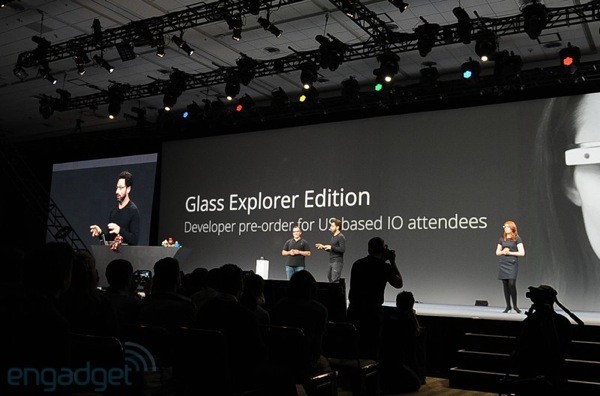 Glass Explorer Edition
Developer pre-order for US based IO attendees
engadget